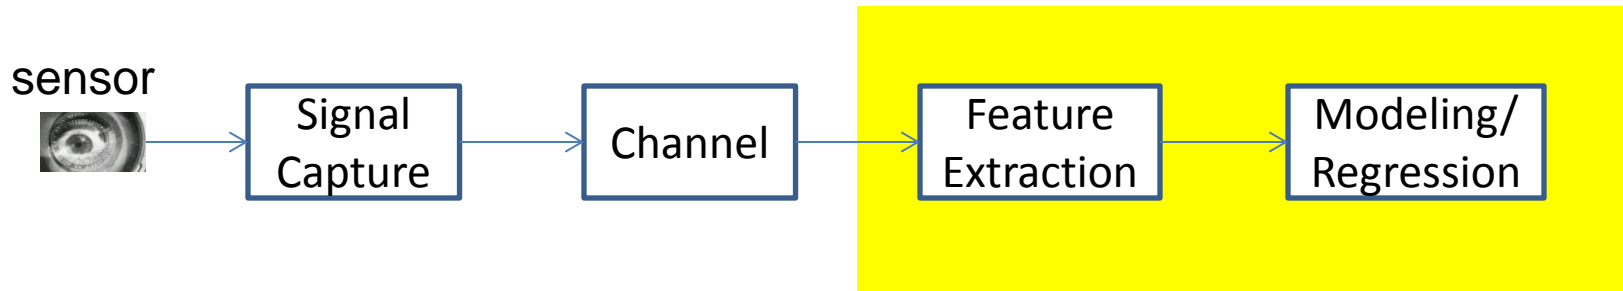 sensor
Signal
Capture
Channel
Feature
Extraction
Modeling/
Regression